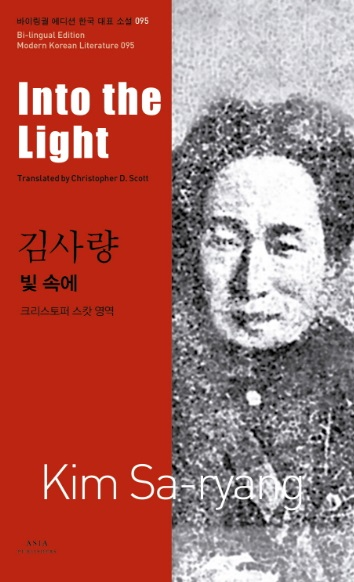 바이링궐 에디션 한국 대표 소설 095
Bi-lingual Edition
Modern Korean Literature 095
Into the
Light
Translated by Christopher D. Scott
김사량
빛 속에
크리스토퍼 스캇 영역
Kim Sa-ryang
ASIA
PUBLISHERS